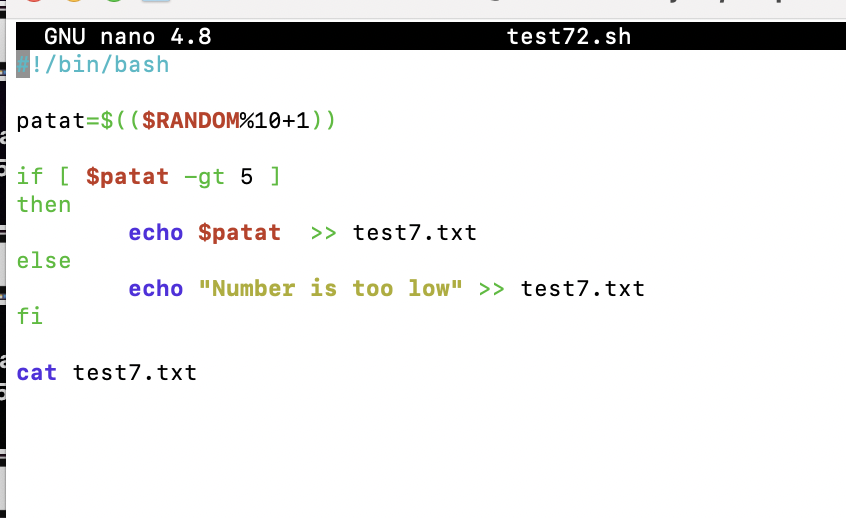 GNU nano 4.8 test72.sh
#!/bin/bash
patat=$(($RANDOM%10+1))
if [ $patat -gt 5 ]
then
echo $patat  >> test7.txt
else
echo "Number is too low" >> test7.txt
fi
cat test7.txt